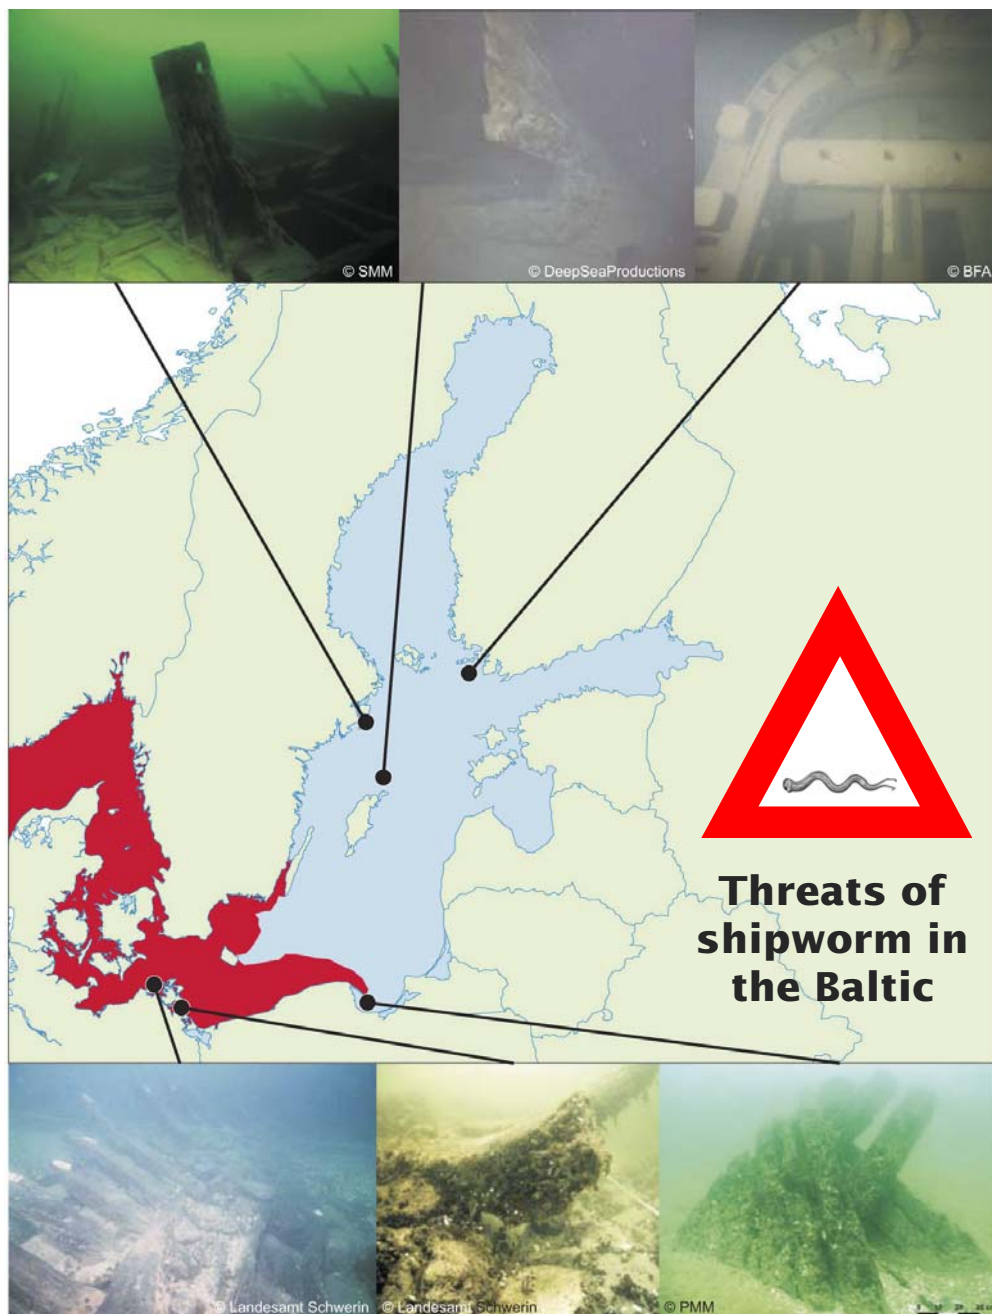 © SMM
© DeepSeaProductions
© BFA
Threats of
shipworm in
the Baltic
© Landesamt Schwerin
© Landesamt Schwerin
© PMM